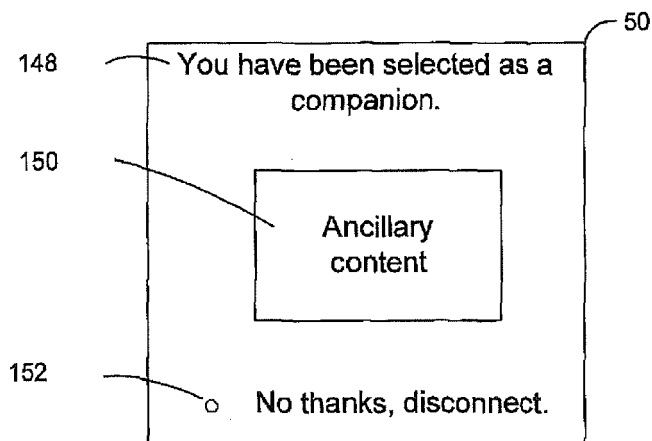 50
148
You have been selected as a
companion.
150
Ancillary
content
152
No thanks, disconnect.